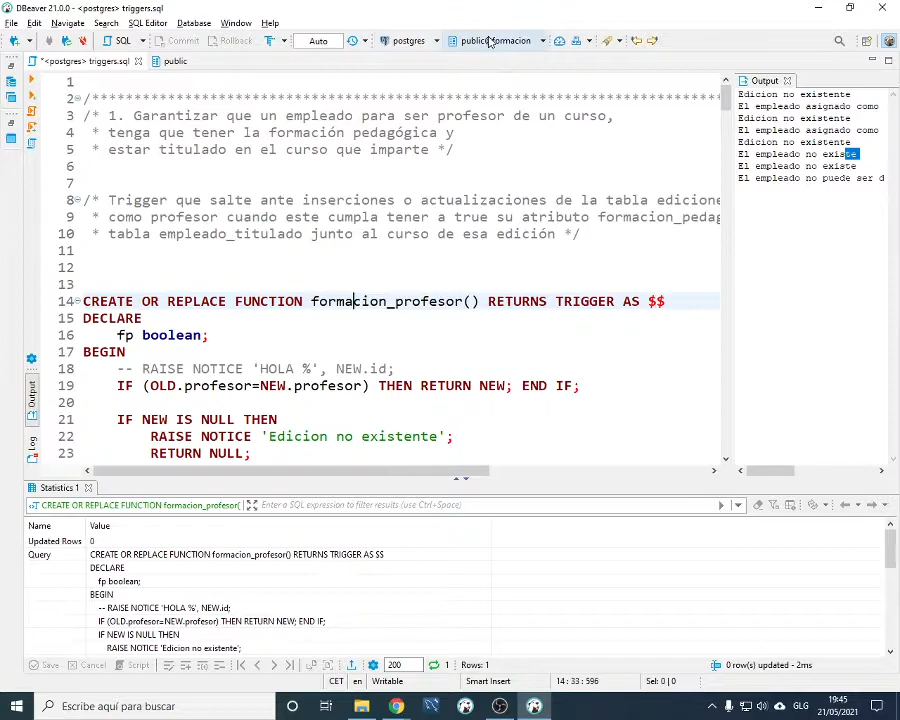 DBeaver 21.0.0 - <postgres> triggers.sql
File Edit Navigate Search SQL Editor Database Window Help
SQL Commit Rollback T Auto postgres public formacion
*<postgres> triggers.sql public
Output
1
2 /***************************************************************************
3 /* 1. Garantizar que un empleado para ser profesor de un curso,
4 * tenga que tener la formación pedagógica y
5 * estar titulado en el curso que imparte */
6
7
8 /* Trigger que salte ante inserciones o actualizaciones de la tabla edicione
9 * como profesor cuando este cumpla tener a true su atributo formacion_pedag
10 * tabla empleado_titulado junto al curso de esa edición */
11
12
13
14 CREATE OR REPLACE FUNCTION formacion_profesor() RETURNS TRIGGER AS $$
15 DECLARE
16 fp boolean;
17 BEGIN
18 -- RAISE NOTICE 'HOLA %', NEW.id;
19 IF (OLD.profesor=NEW.profesor) THEN RETURN NEW; END IF;
20
21 IF NEW IS NULL THEN
22 RAISE NOTICE 'Edicion no existente';
23 RETURN NULL;
Edicion no existente
El empleado asignado como
Edicion no existente
El empleado asignado como
Edicion no existente
El empleado no existe
El empleado no existe
El empleado no puede ser d
Output
Log
Statistics 1
CREATE OR REPLACE FUNCTION formacion_profesor( Enter a SQL expression to filter results (use Ctrl+Space)
Name Value
Updated Rows 0
Query CREATE OR REPLACE FUNCTION formacion_profesor() RETURNS TRIGGER AS $$
DECLARE
fp boolean;
BEGIN
-- RAISE NOTICE 'HOLA %', NEW.id;
IF (OLD.profesor=NEW.profesor) THEN RETURN NEW; END IF;
IF NEW IS NULL THEN
RAISE NOTICE 'Edicion no existente';
Save Cancel Script 200 1 Rows: 1 0 row(s) updated - 2ms
CET en Writable Smart Insert 14 : 33 : 596 Sel: 0 | 0
Escribe aquí para buscar
GLG
19:45
21/05/2021